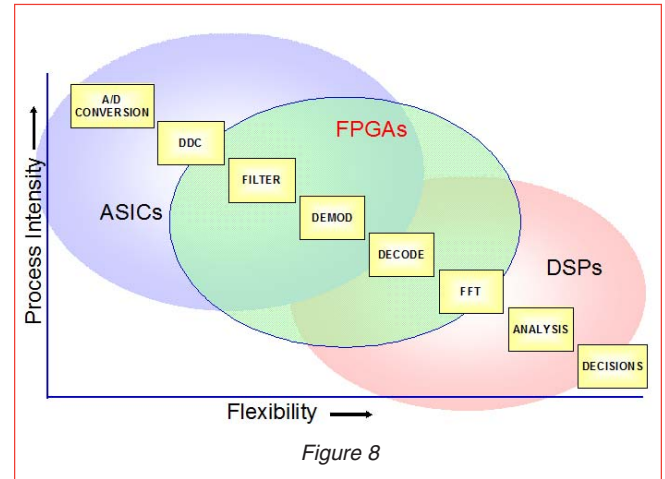 A/D
CONVERSION
DDC
FPGAs
FILTER
ASICs
DEMOD
DECODE
DSPs
FFT
ANALYSIS
DECISIONS
Process Intensity
Flexibility
Figure 8